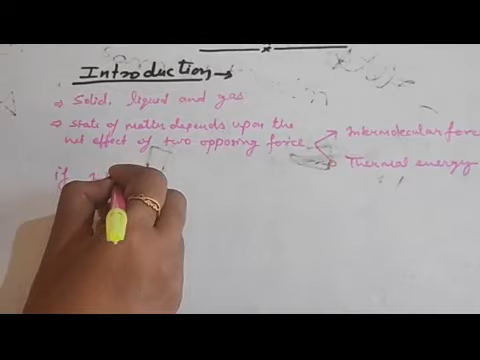 Introduction →
⇒ Solid, liquid and gas
⇒ State of matter depends upon the
net effect of two opposing force
Intermolecular force
Thermal energy
if